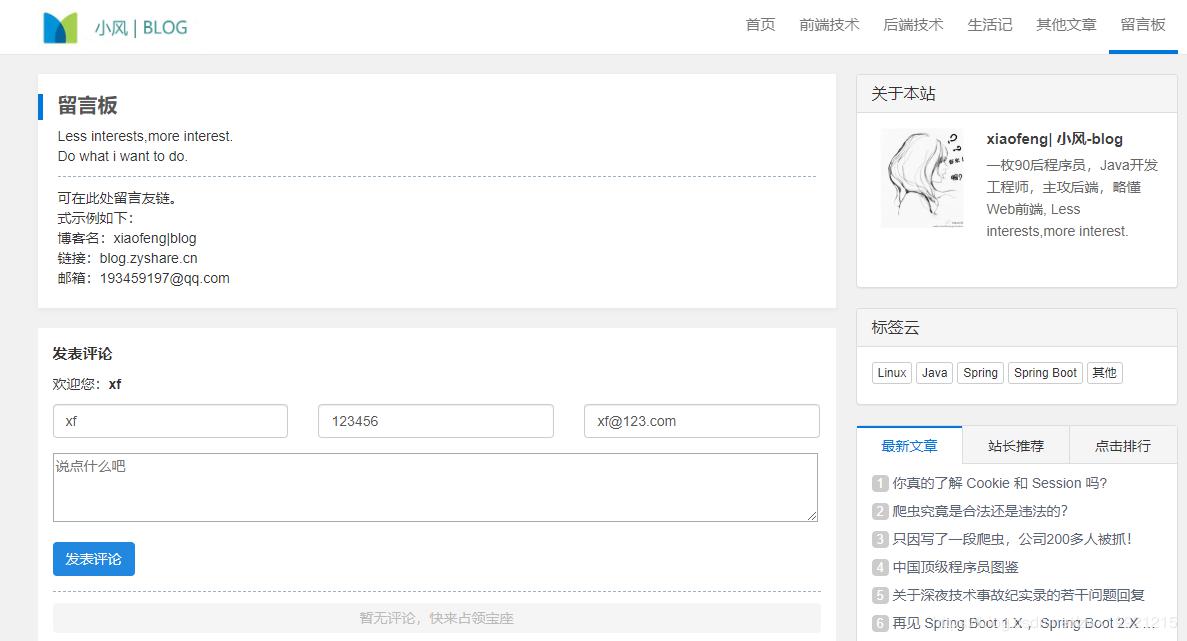 小风 | BLOG
首页 前端技术 后端技术 生活记 其他文章 留言板
留言板
Less interests,more interest.
Do what i want to do.
可在此处留言友链。
式示例如下：
博客名：xiaofeng|blog
链接：blog.zyshare.cn
邮箱：193459197@qq.com
发表评论
欢迎您：xf
xf 123456 xf@123.com
说点什么吧
发表评论
暂无评论，快来占领宝座
关于本站
xiaofeng| 小风-blog
一枚90后程序员，Java开发
工程师，主攻后端，略懂
Web前端, Less
interests,more interest.
标签云
Linux Java Spring Spring Boot 其他
最新文章 站长推荐 点击排行
1 你真的了解 Cookie 和 Session 吗？
2 爬虫究竟是合法还是违法的？
3 只因写了一段爬虫，公司200多人被抓！
4 中国顶级程序员图鉴
5 关于深夜技术事故纪实录的若干问题回复
6 再见 Spring Boot 1.X ，Spring Boot 2.X ...